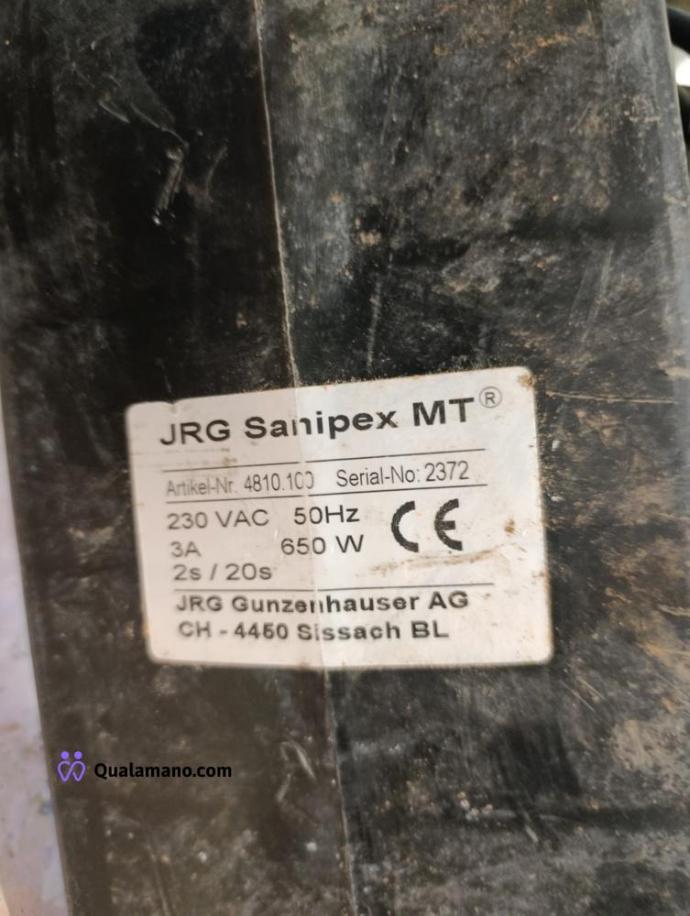 JRG Sanipex MT®
Artikel-Nr. 4810.100 Serial-No: 2372
230 VAC 50Hz
3A 650 W CE
2s / 20s
JRG Gunzenhauser AG
CH - 4450 Sissach BL
Qualamano.com